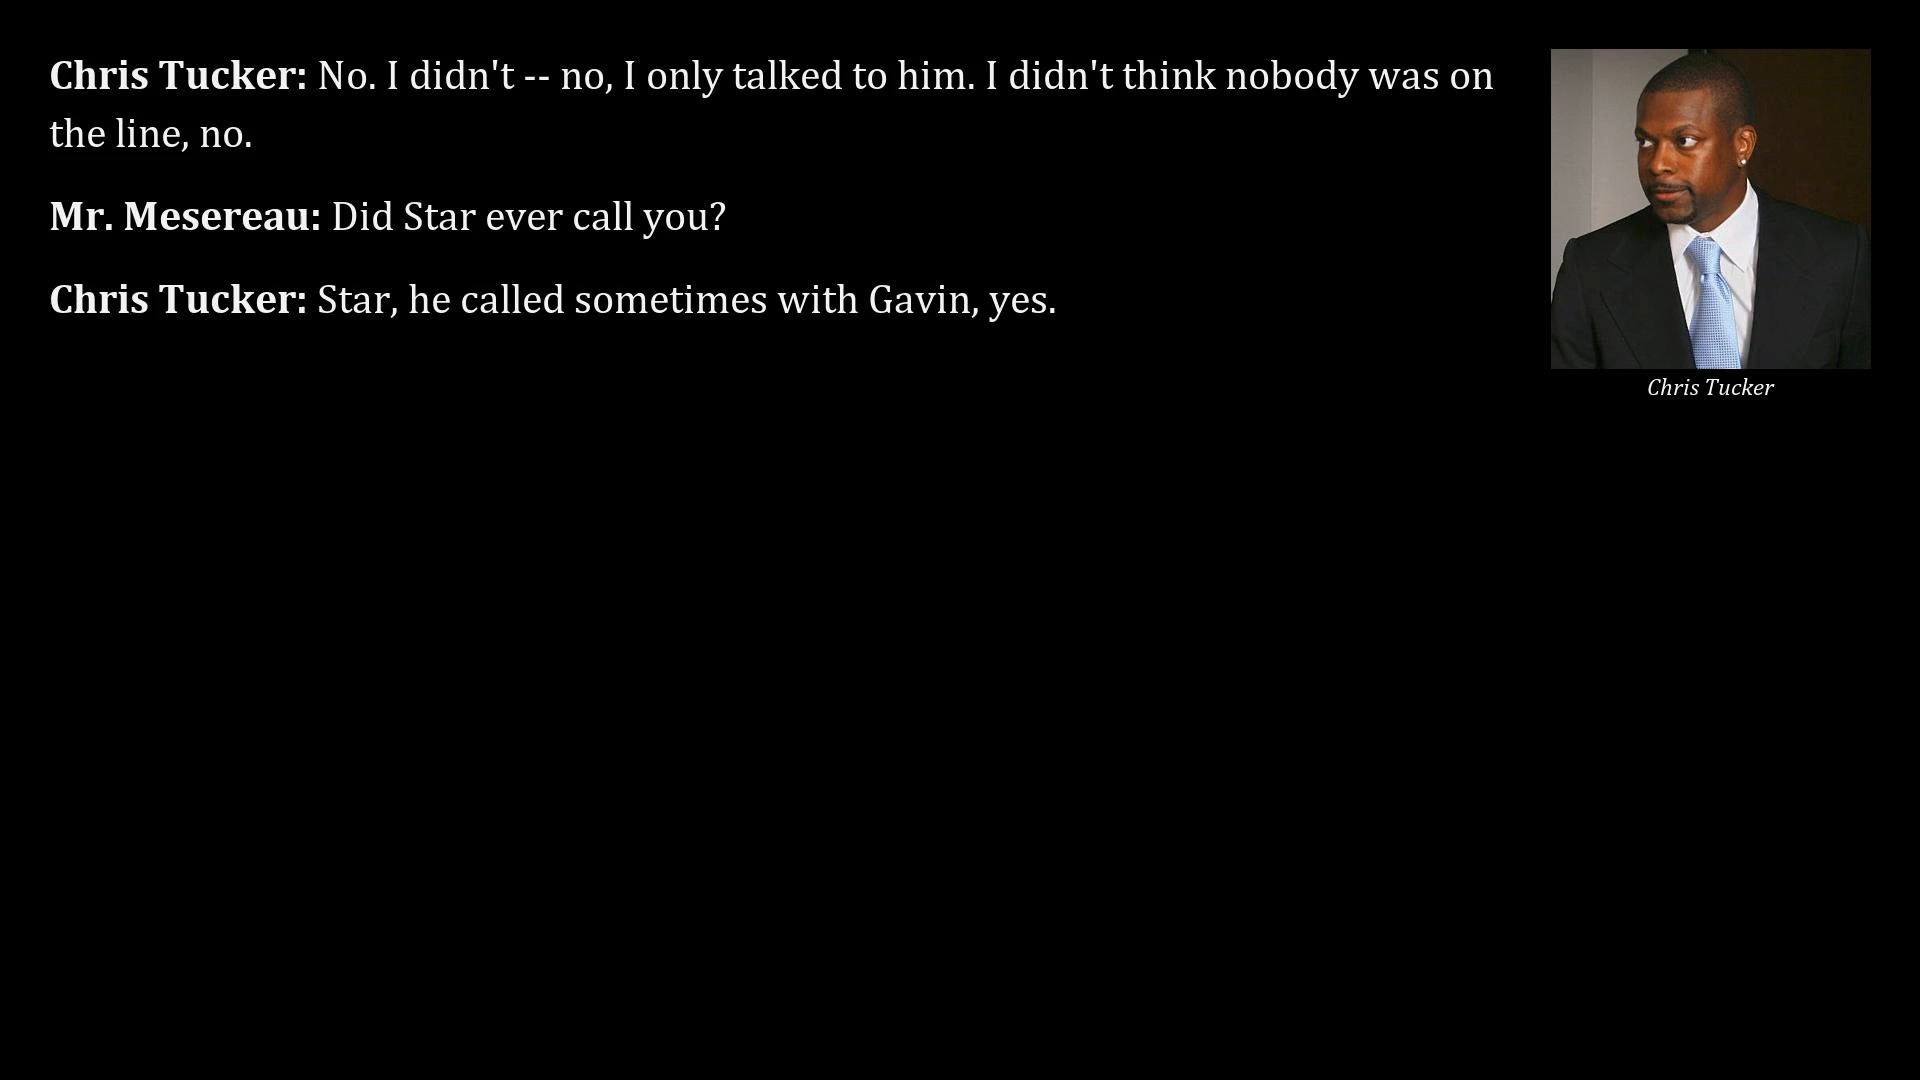 Chris Tucker: No. I didn't -- no, I only talked to him. I didn't think nobody was on
the line, no.
Mr. Mesereau: Did Star ever call you?
Chris Tucker: Star, he called sometimes with Gavin, yes.
Chris Tucker